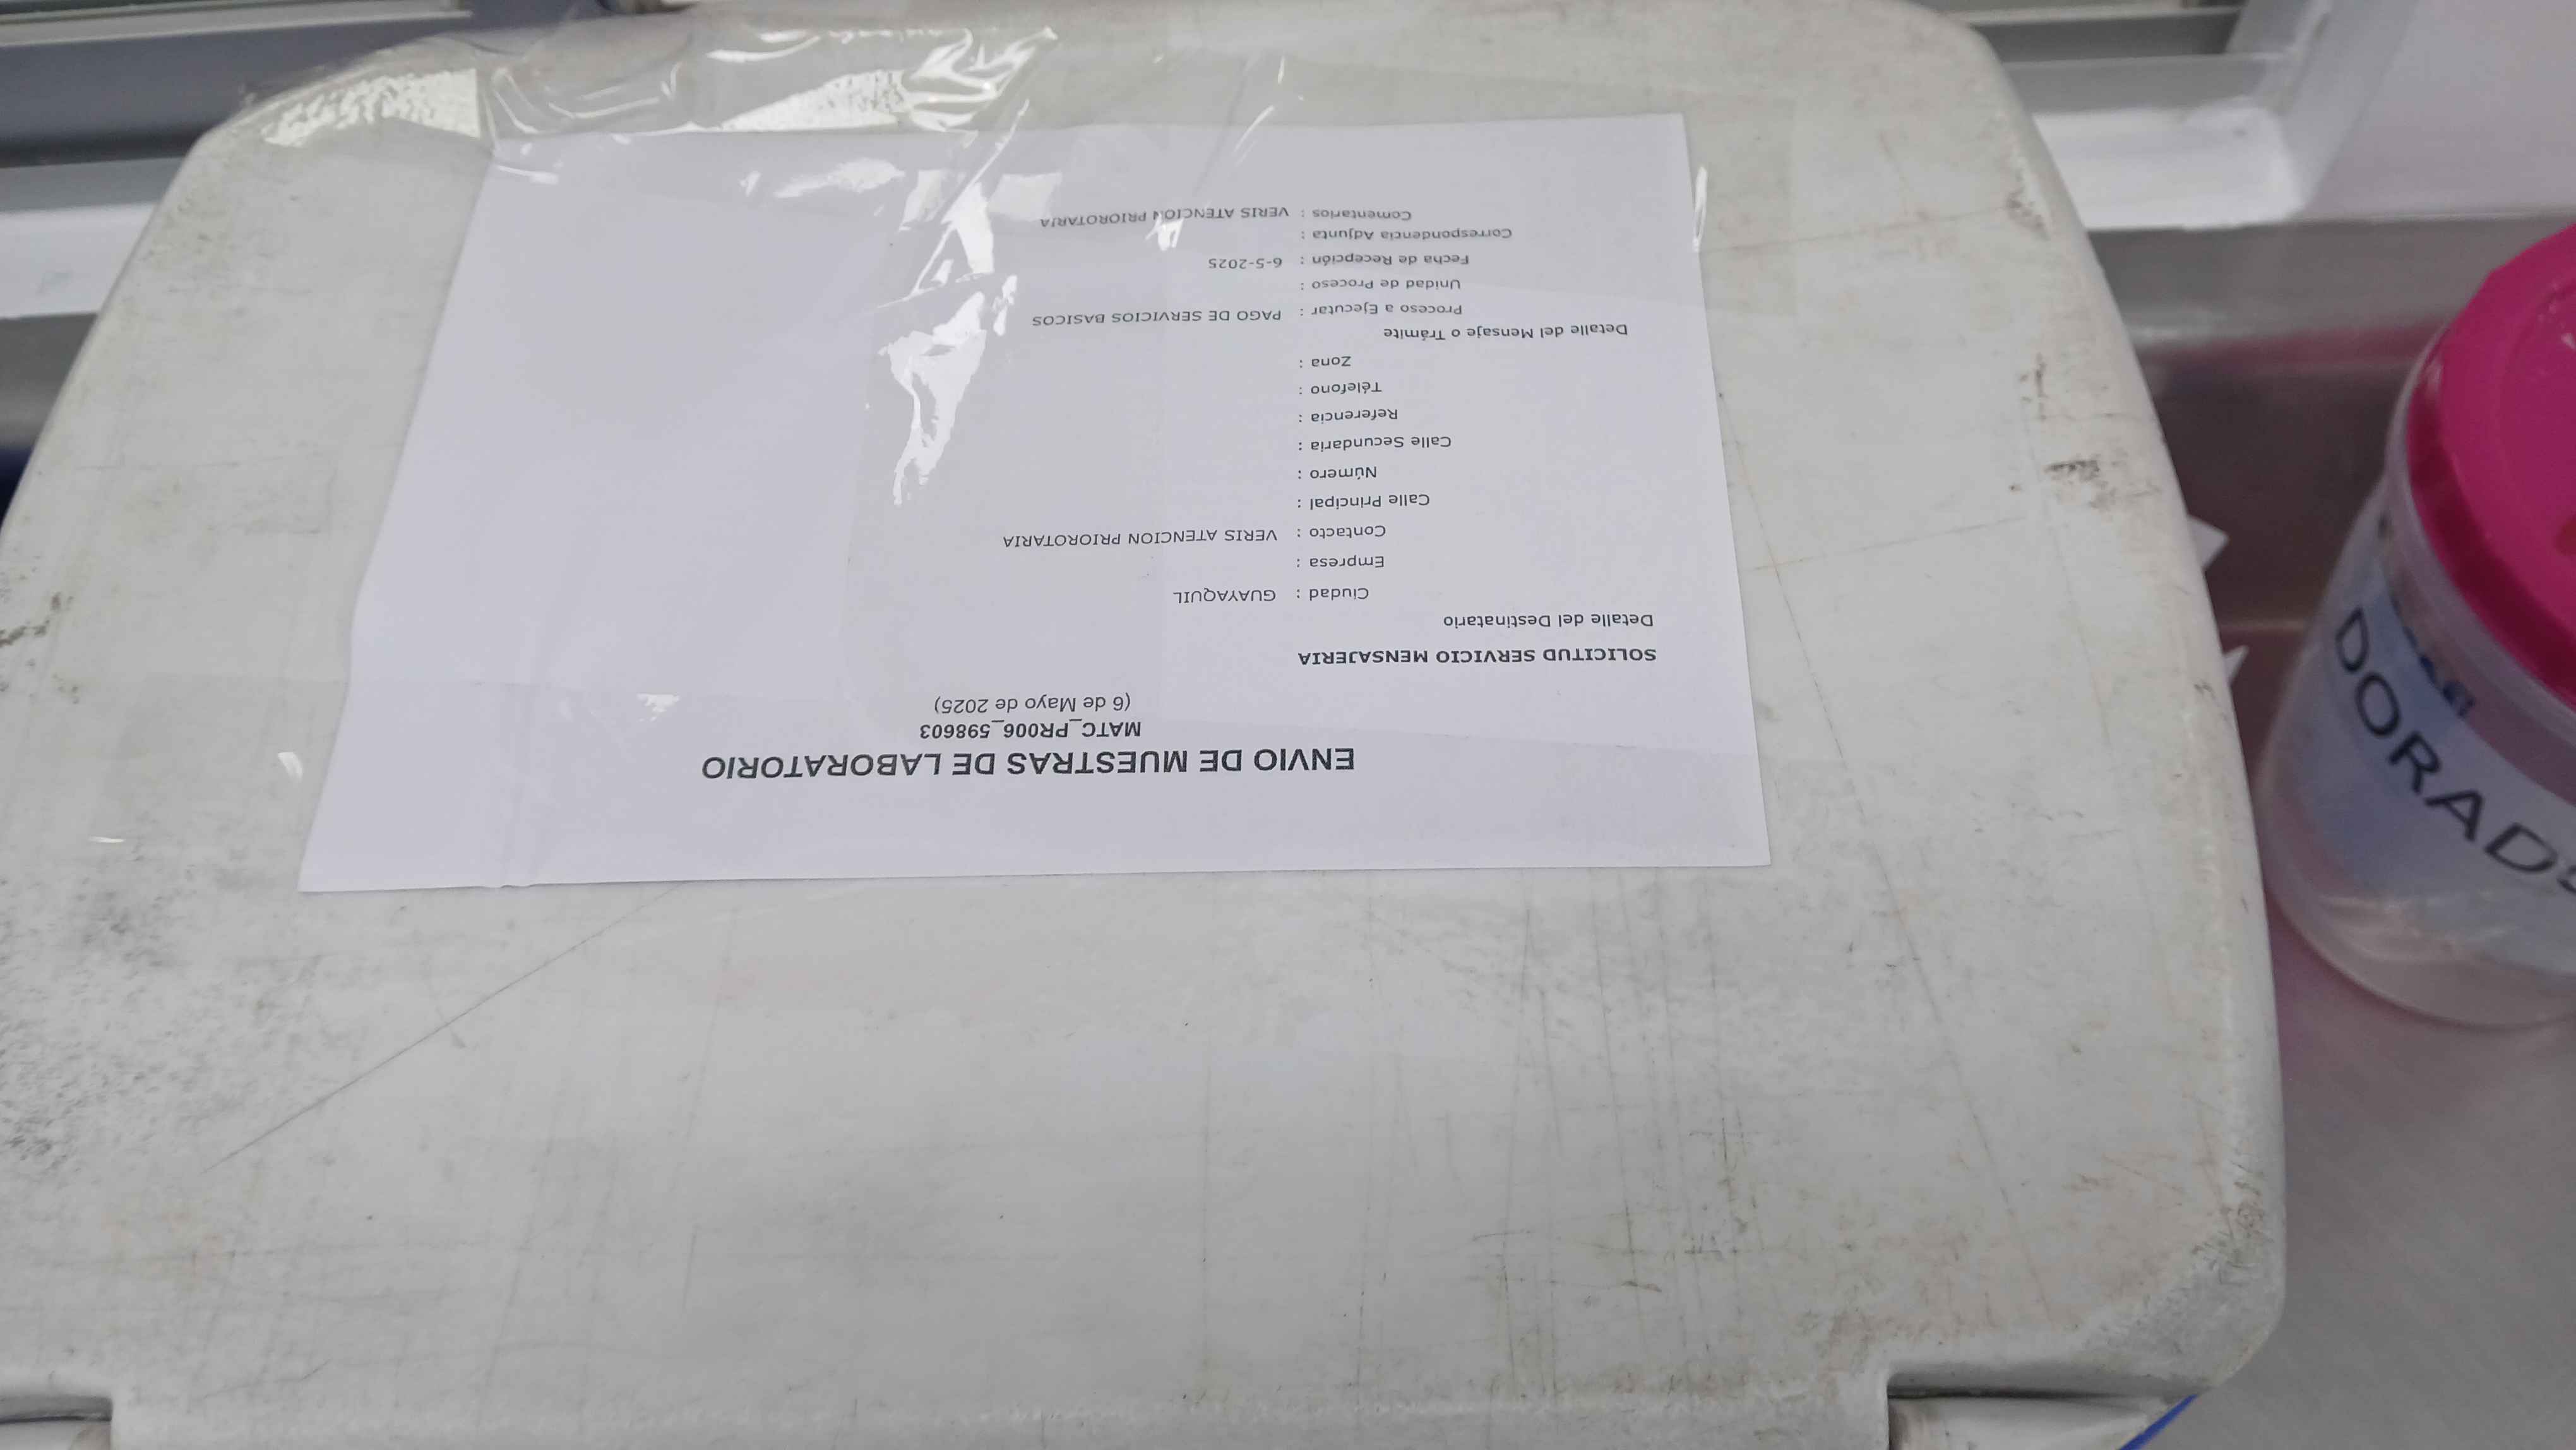 ENVIO DE MUESTRAS DE LABORATORIO
MATC_PR006_598603
(6 de Mayo de 2025)
SOLICITUD SERVICIO MENSAJERIA
Detalle del Destinatario
Ciudad : GUAYAQUIL
Empresa :
Contacto : VERIS ATENCION PRIOROTARIA
Calle Principal :
Número :
Calle Secundaria :
Referencia :
Télefono :
Zona :
Detalle del Mensaje o Trámite
Proceso a Ejecutar : PAGO DE SERVICIOS BASICOS
Unidad de Proceso :
Fecha de Recepción : 6-5-2025
Correspondencia Adjunta :
Comentarios : VERIS ATENCION PRIOROTARIA